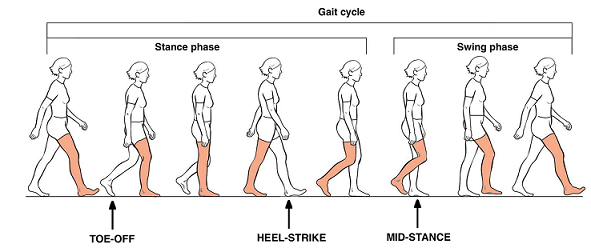 Gait cycle
Stance phase
Swing phase
TOE-OFF
HEEL-STRIKE
MID-STANCE